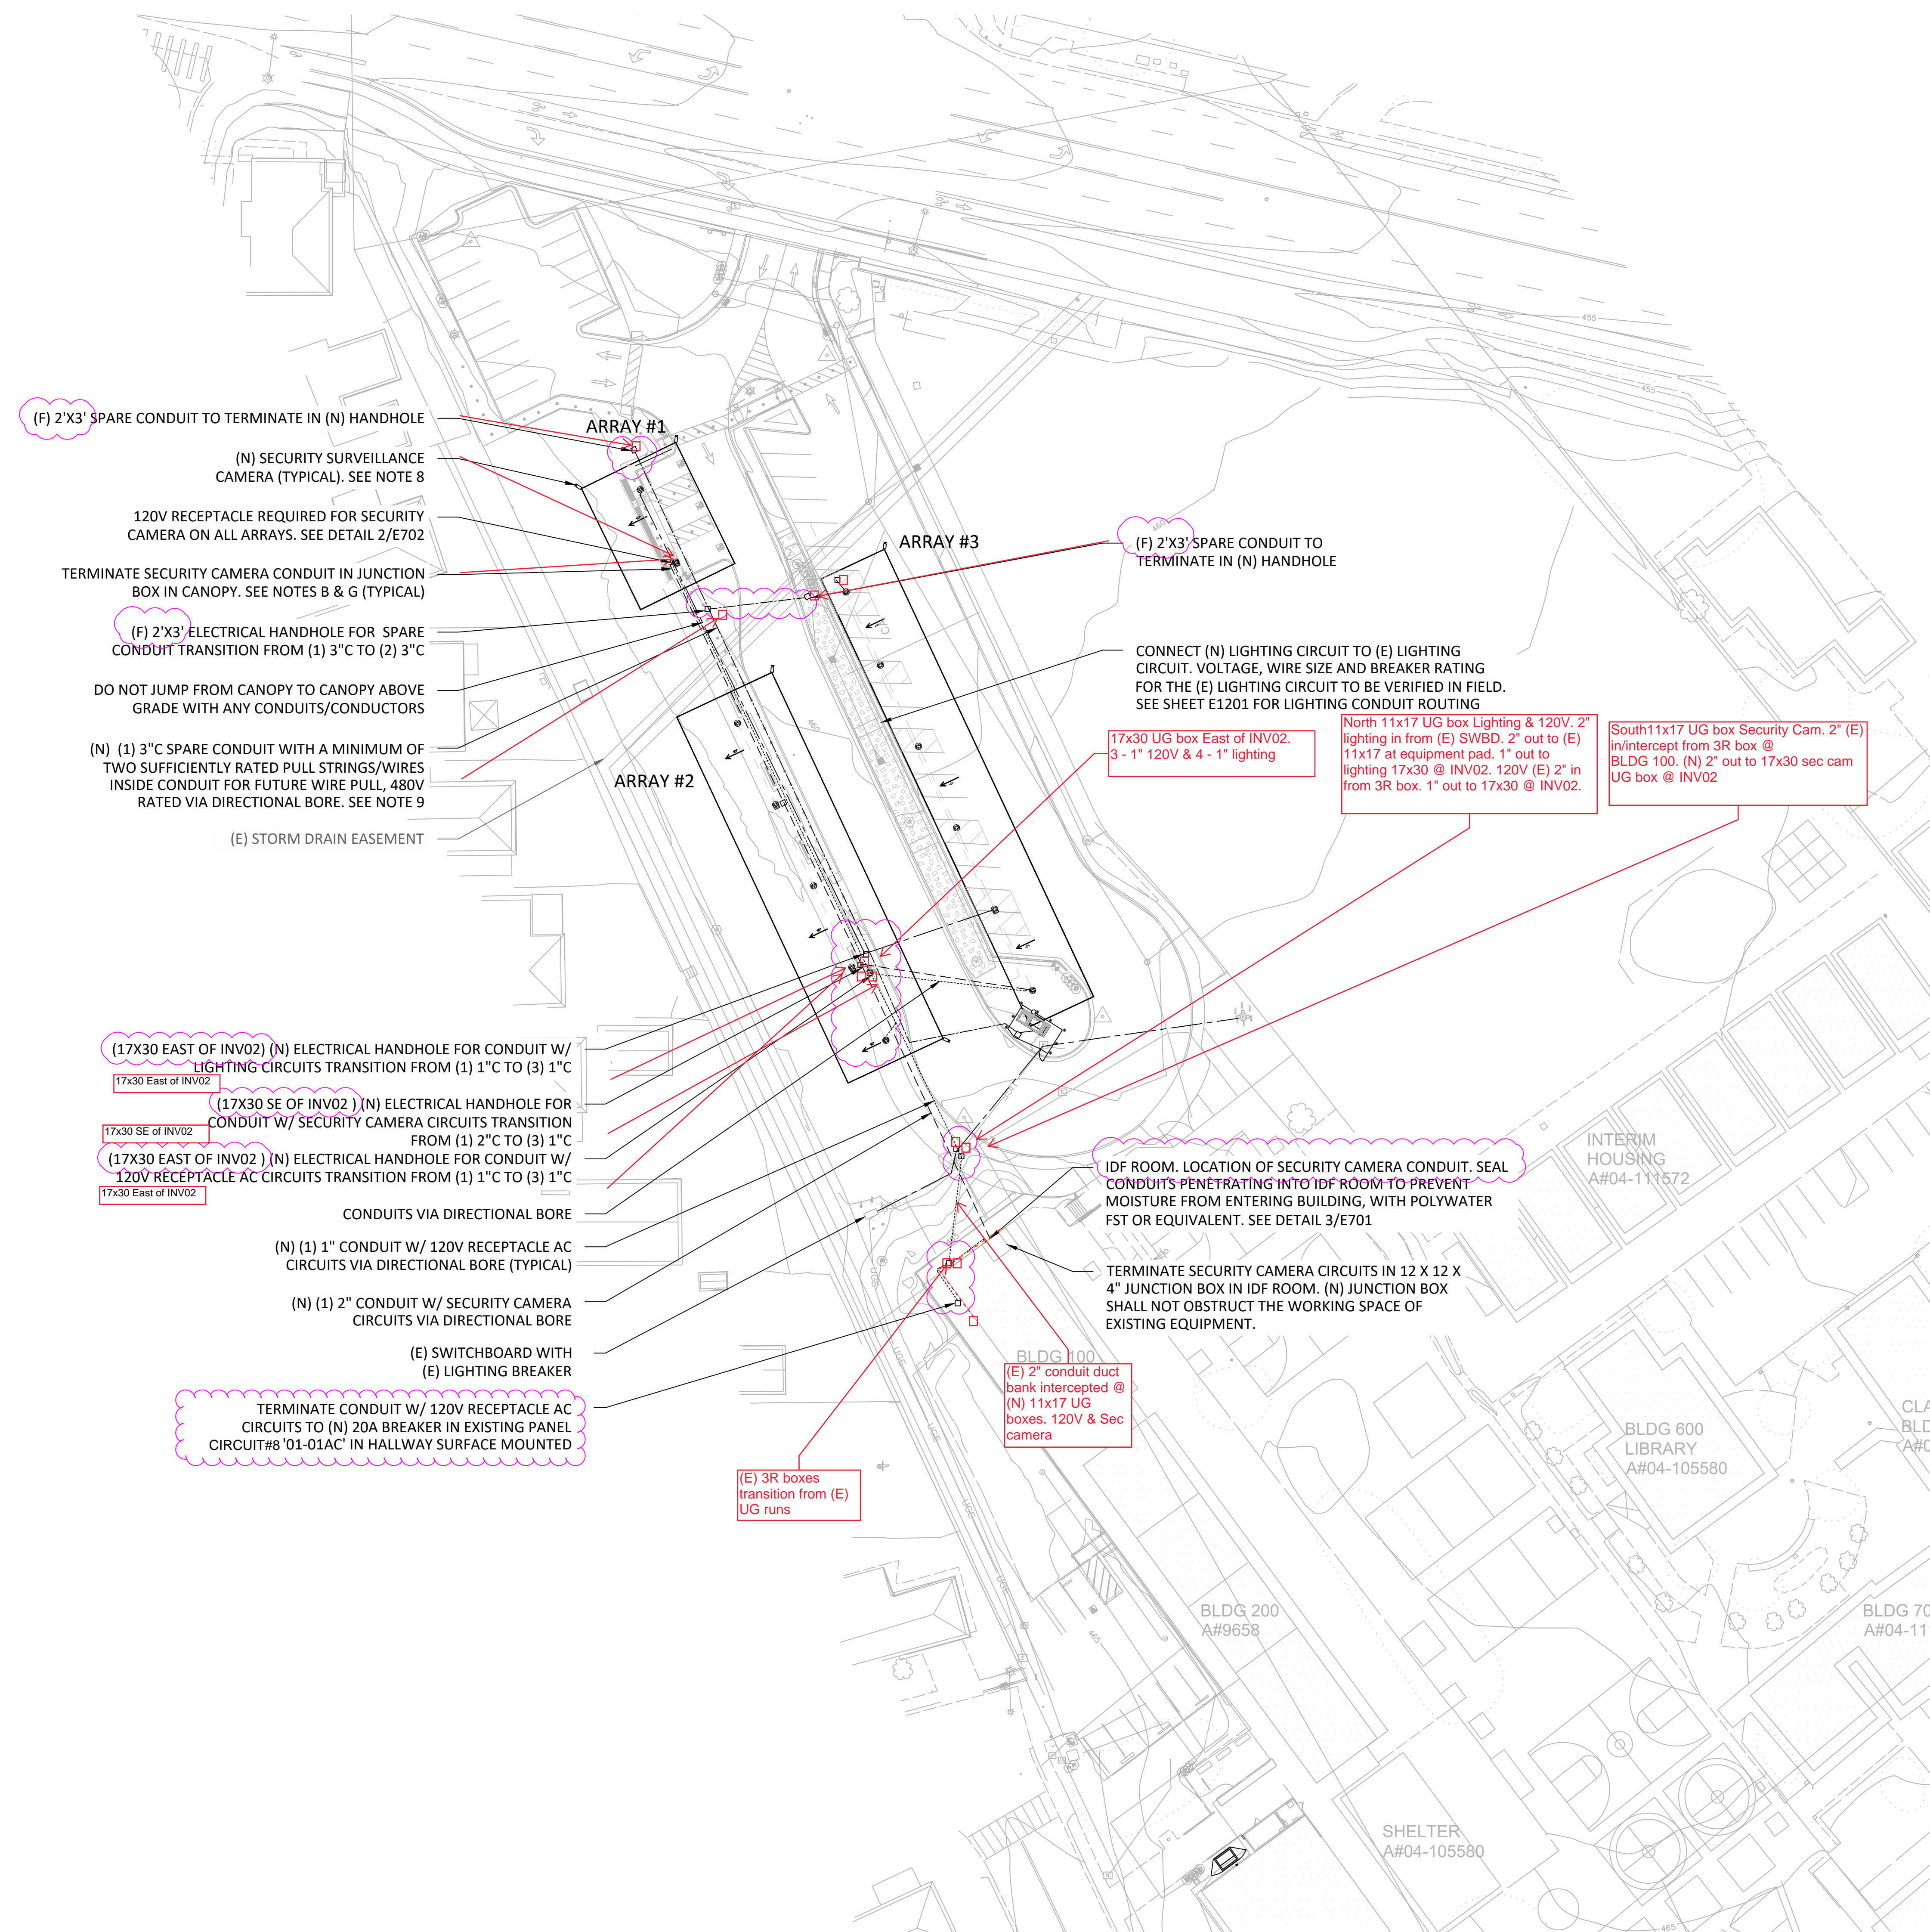 (F) 2'X3' SPARE CONDUIT TO TERMINATE IN (N) HANDHOLE
(N) SECURITY SURVEILLANCE
CAMERA (TYPICAL). SEE NOTE 8
120V RECEPTACLE REQUIRED FOR SECURITY
CAMERA ON ALL ARRAYS. SEE DETAIL 2/E702
TERMINATE SECURITY CAMERA CONDUIT IN JUNCTION
BOX IN CANOPY. SEE NOTES B & G (TYPICAL)
(F) 2'X3' ELECTRICAL HANDHOLE FOR SPARE
CONDUIT TRANSITION FROM (1) 3"C TO (2) 3"C
DO NOT JUMP FROM CANOPY TO CANOPY ABOVE
GRADE WITH ANY CONDUITS/CONDUCTORS
(N) (1) 3"C SPARE CONDUIT WITH A MINIMUM OF
TWO SUFFICIENTLY RATED PULL STRINGS/WIRES
INSIDE CONDUIT FOR FUTURE WIRE PULL, 480V
RATED VIA DIRECTIONAL BORE. SEE NOTE 9
(E) STORM DRAIN EASEMENT
ARRAY #1
ARRAY #2
ARRAY #3
455
455
460
460
(F) 2'X3' SPARE CONDUIT TO
TERMINATE IN (N) HANDHOLE
CONNECT (N) LIGHTING CIRCUIT TO (E) LIGHTING
CIRCUIT. VOLTAGE, WIRE SIZE AND BREAKER RATING
FOR THE (E) LIGHTING CIRCUIT TO BE VERIFIED IN FIELD.
SEE SHEET E1201 FOR LIGHTING CONDUIT ROUTING
17x30 UG box East of INV02.
3 - 1" 120V & 4 - 1" lighting
North 11x17 UG box Lighting & 120V. 2"
lighting in from (E) SWBD. 2" out to (E)
11x17 at equipment pad. 1" out to
lighting 17x30 @ INV02. 120V (E) 2" in
from 3R box. 1" out to 17x30 @ INV02.
South11x17 UG box Security Cam. 2" (E)
in/intercept from 3R box @
BLDG 100. (N) 2" out to 17x30 sec cam
UG box @ INV02
(17X30 EAST OF INV02) (N) ELECTRICAL HANDHOLE FOR CONDUIT W/
LIGHTING CIRCUITS TRANSITION FROM (1) 1"C TO (3) 1"C
17x30 East of INV02
(17X30 SE OF INV02 ) (N) ELECTRICAL HANDHOLE FOR
CONDUIT W/ SECURITY CAMERA CIRCUITS TRANSITION
FROM (1) 2"C TO (3) 1"C
17x30 SE of INV02
(17X30 EAST OF INV02 ) (N) ELECTRICAL HANDHOLE FOR CONDUIT W/
120V RECEPTACLE AC CIRCUITS TRANSITION FROM (1) 1"C TO (3) 1"C
17x30 East of INV02
CONDUITS VIA DIRECTIONAL BORE
(N) (1) 1" CONDUIT W/ 120V RECEPTACLE AC
CIRCUITS VIA DIRECTIONAL BORE (TYPICAL)
(N) (1) 2" CONDUIT W/ SECURITY CAMERA
CIRCUITS VIA DIRECTIONAL BORE
(E) SWITCHBOARD WITH
(E) LIGHTING BREAKER
TERMINATE CONDUIT W/ 120V RECEPTACLE AC
CIRCUITS TO (N) 20A BREAKER IN EXISTING PANEL
CIRCUIT#8 '01-01AC' IN HALLWAY SURFACE MOUNTED
IDF ROOM. LOCATION OF SECURITY CAMERA CONDUIT. SEAL
CONDUITS PENETRATING INTO IDF ROOM TO PREVENT
MOISTURE FROM ENTERING BUILDING, WITH POLYWATER
FST OR EQUIVALENT. SEE DETAIL 3/E701
TERMINATE SECURITY CAMERA CIRCUITS IN 12 X 12 X
4" JUNCTION BOX IN IDF ROOM. (N) JUNCTION BOX
SHALL NOT OBSTRUCT THE WORKING SPACE OF
EXISTING EQUIPMENT.
(E) 2" conduit duct
bank intercepted @
(N) 11x17 UG
boxes. 120V & Sec
camera
(E) 3R boxes
transition from (E)
UG runs
INTERIM
HOUSING
A#04-111572
BLDG 100
UGE
UGE
UGE
UGE
UGE
BLDG 600
LIBRARY
A#04-105580
CLA
BLD
A#0
BLDG 70
A#04-11
BLDG 200
A#9658
465
SHELTER
A#04-105580
465